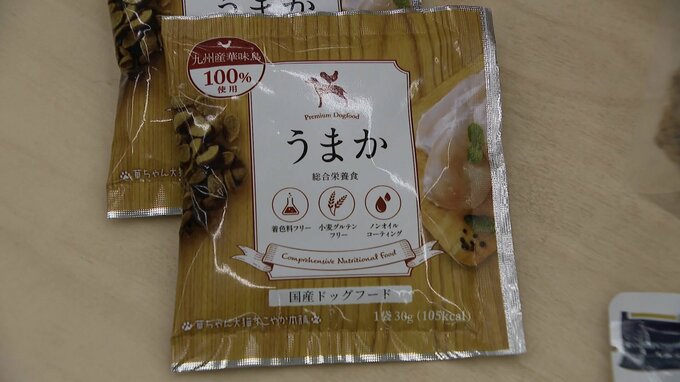 うまか
九州産華味鳥
100%
使用
Premium Dogfood
うまか
総合栄養食
着色料フリー
小麦グルテン
フリー
ノンオイル
コーティング
Comprehensive Nutritional Food
国産ドッグフード
1袋30g (105kcal)